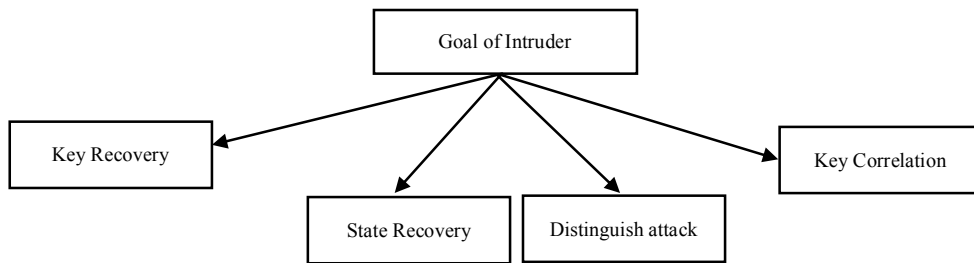 Goal of Intruder
Key Recovery
Key Correlation
State Recovery
Distinguish attack